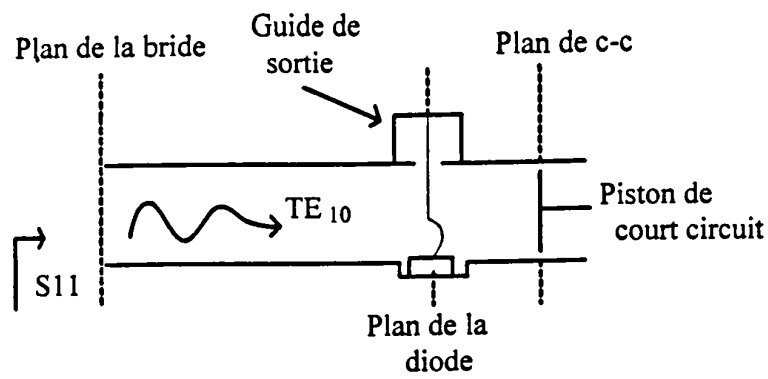 Plan de la bride
Guide de
sortie
Plan de c-c
TE 10
Piston de
court circuit
S11
Plan de la
diode